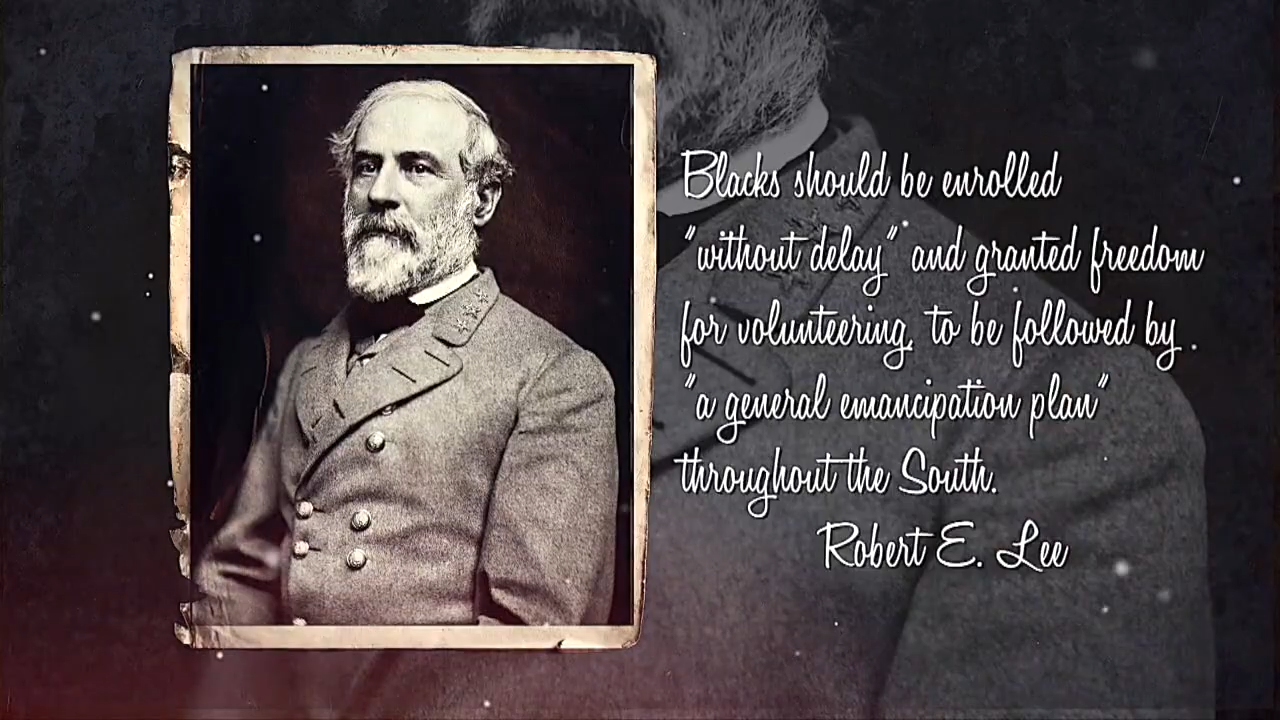 Blacks should be enrolled
"without delay" and granted freedom
for volunteering, to be followed by
"a general emancipation plan"
throughout the South.
Robert E. Lee